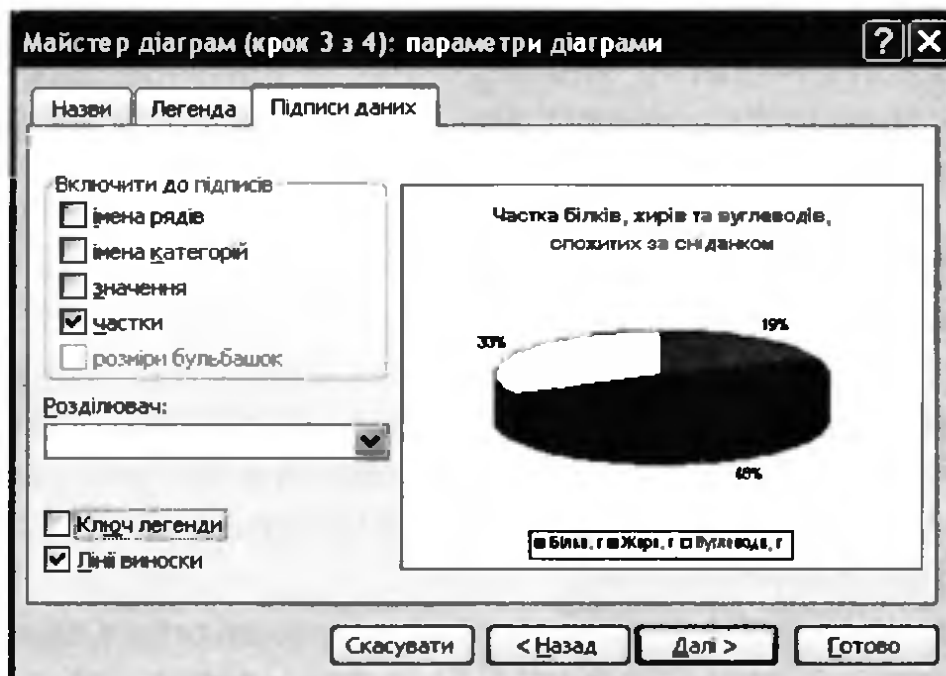 Майстер діаграм (крок 3 з 4): параметри діаграми
Назви Легенда Підписи даних
Включити до підписів
імена рядів
імена категорій
значення
частки
розміри бульбашок
Розділювач:
Ключ легенди
Лінії виноски
Частка білків, жирів та вуглеводів,
спожитих за сніданком
33%
19%
48%
Білки, г Жири, г Вуглеводи, г
Скасувати < Назад Далі > Готово